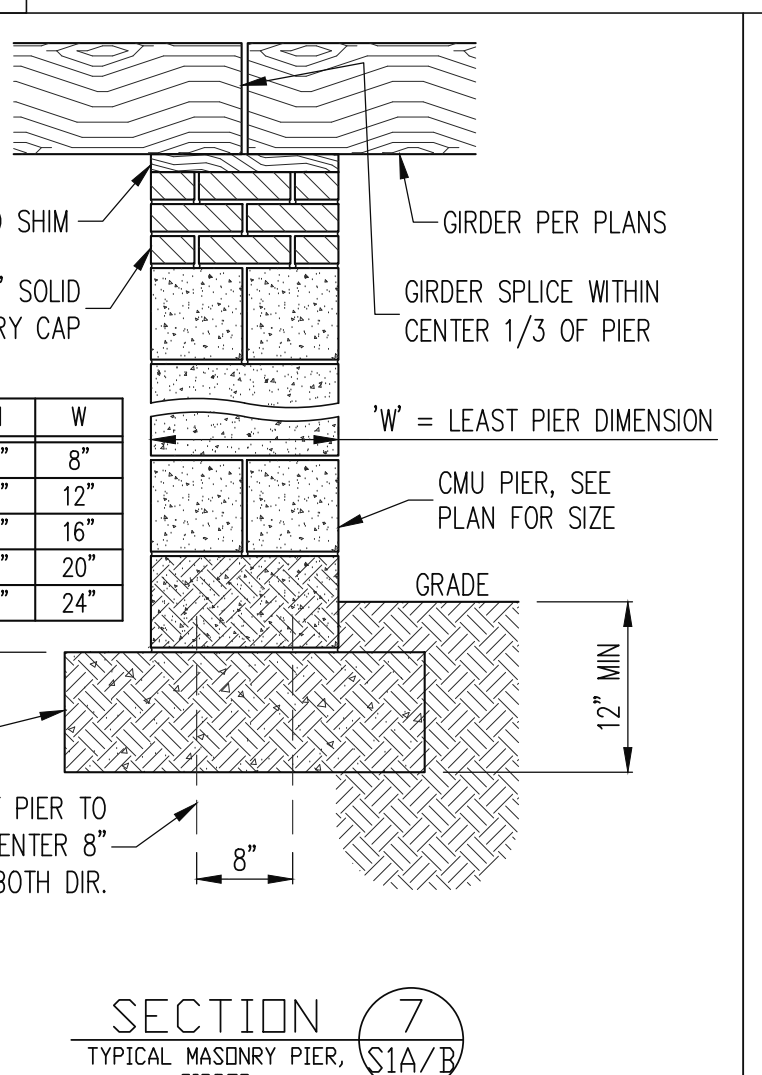 SHIM
GIRDER PER PLANS
" SOLID
RY CAP
GIRDER SPLICE WITHIN
CENTER 1/3 OF PIER
W
'W' = LEAST PIER DIMENSION
" 8"
" 12"
" 16"
" 20"
" 24"
CMU PIER, SEE
PLAN FOR SIZE
GRADE
12" MIN
PIER TO
ENTER 8"
BOTH DIR.
8"
SECTION 7
TYPICAL MASONRY PIER, S1A/B